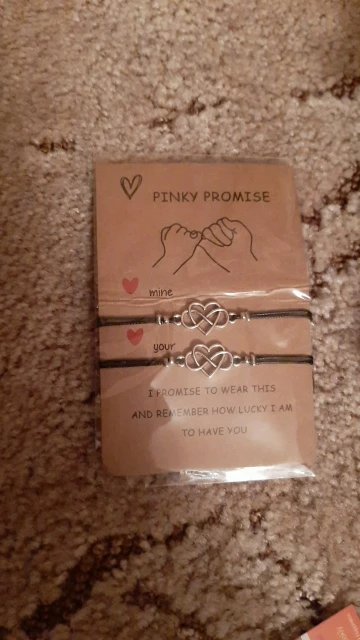 PINKY PROMISE
mine
your
I PROMISE TO WEAR THIS
AND REMEMBER HOW LUCKY I AM
TO HAVE YOU